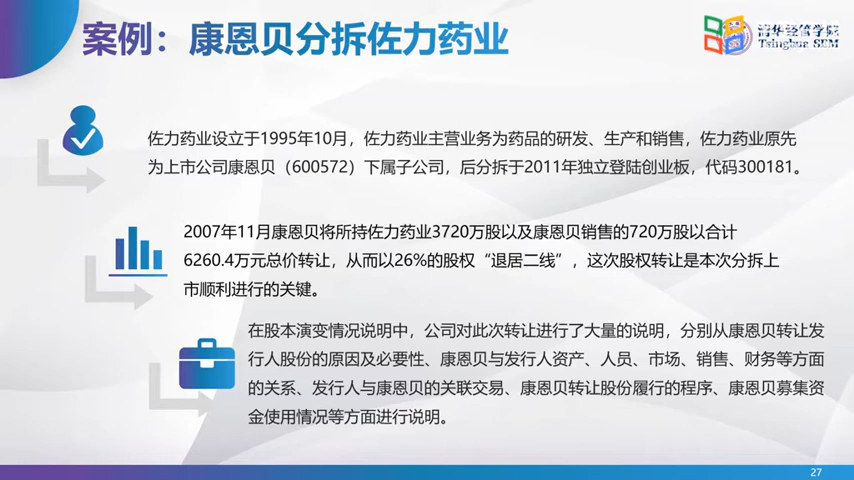 案例：康恩贝分拆佐力药业
清华经管学院
Tsinghua SEM
佐力药业设立于1995年10月，佐力药业主营业务为药品的研发、生产和销售，佐力药业原先
为上市公司康恩贝（600572）下属子公司，后分拆于2011年独立登陆创业板，代码300181。
2007年11月康恩贝将所持佐力药业3720万股以及康恩贝销售的720万股以合计
6260.4万元总价转让，从而以26%的股权“退居二线”，这次股权转让是本次分拆上
市顺利进行的关键。
在股本演变情况说明中，公司对此次转让进行了大量的说明，分别从康恩贝转让发
行人股份的原因及必要性、康恩贝与发行人资产、人员、市场、销售、财务等方面
的关系、发行人与康恩贝的关联交易、康恩贝转让股份履行的程序、康恩贝募集资
金使用情况等方面进行说明。
27